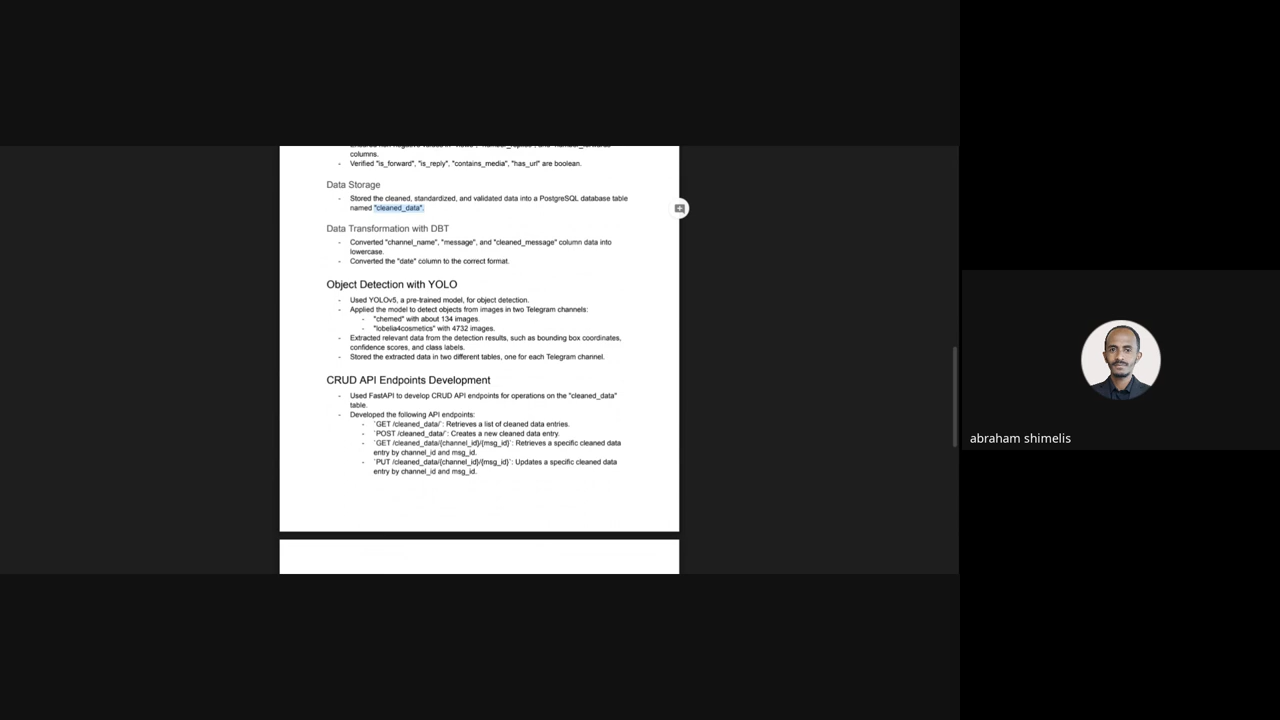 columns.
- Verified "is_forward", "is_reply", "contains_media", "has_url" are boolean.
Data Storage
- Stored the cleaned, standardized, and validated data into a PostgreSQL database table
named "cleaned_data".
Data Transformation with DBT
- Converted "channel_name", "message", and "cleaned_message" column data into
lowercase.
- Converted the "date" column to the correct format.
Object Detection with YOLO
- Used YOLOv5, a pre-trained model, for object detection.
- Applied the model to detect objects from images in two Telegram channels:
- "chemed" with about 134 images.
- "lobelia4cosmetics" with 4732 images.
- Extracted relevant data from the detection results, such as bounding box coordinates,
confidence scores, and class labels.
- Stored the extracted data in two different tables, one for each Telegram channel.
CRUD API Endpoints Development
- Used FastAPI to develop CRUD API endpoints for operations on the "cleaned_data"
table.
- Developed the following API endpoints:
- `GET /cleaned_data/`: Retrieves a list of cleaned data entries.
- `POST /cleaned_data/`: Creates a new cleaned data entry.
- `GET /cleaned_data/{channel_id}/{msg_id}`: Retrieves a specific cleaned data
entry by channel_id and msg_id.
- `PUT /cleaned_data/{channel_id}/{msg_id}`: Updates a specific cleaned data
entry by channel_id and msg_id.
abraham shimelis